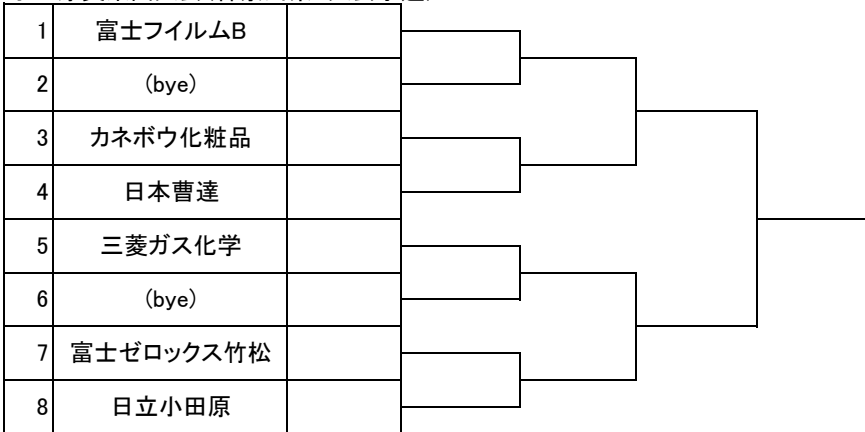 1 富士フイルムB
2 (bye)
3 カネボウ化粧品
4 日本曹達
5 三菱ガス化学
6 (bye)
7 富士ゼロックス竹松
8 日立小田原